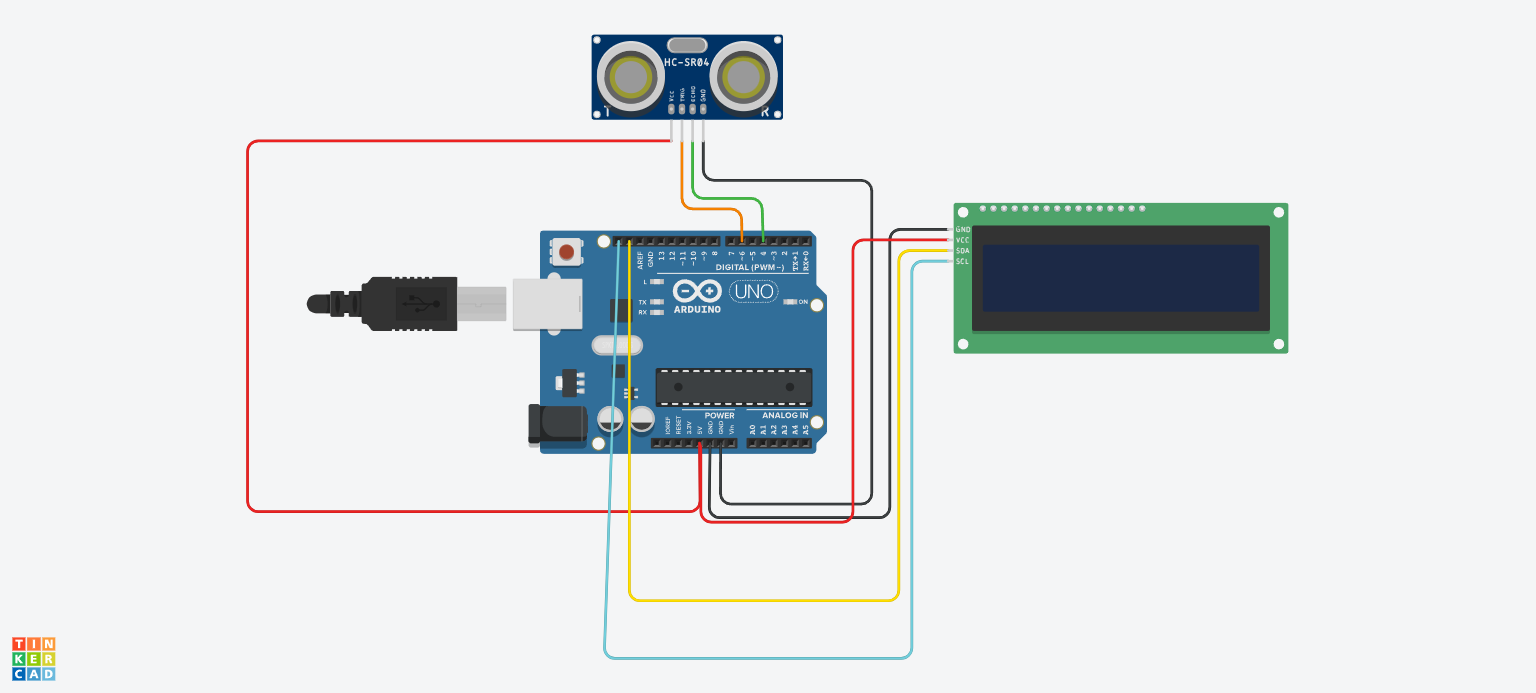 HC-SR04
VCC
TRIG
ECHO
GND
T
R
GND
VCC
SDA
SCL
AREF
GND
13
12
~11
~10
~9
8
7
~6
~5
4
~3
2
TX→1
RX←0
DIGITAL (PWM~)
L
TX
RX
ARDUINO
UNO
ON
POWER
ANALOG IN
IOREF
RESET
3.3V
5V
GND
GND
Vin
A0
A1
A2
A3
A4
A5
TIN
KER
CAD